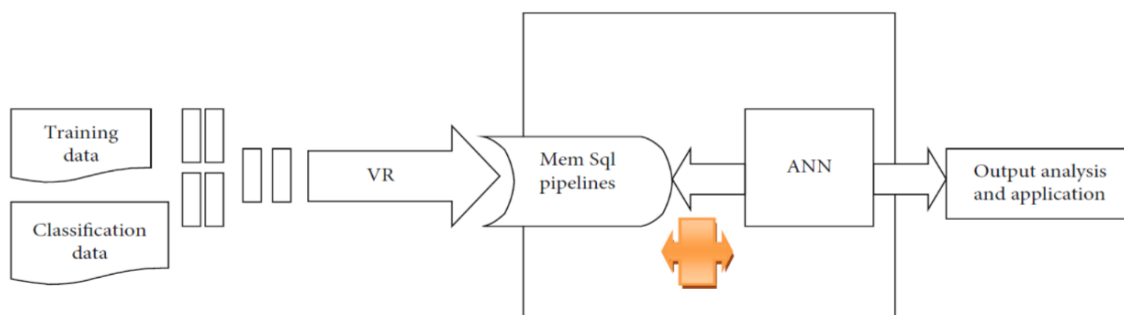 Training
data
Classification
data
VR
Mem Sql
pipelines
ANN
Output analysis
and application